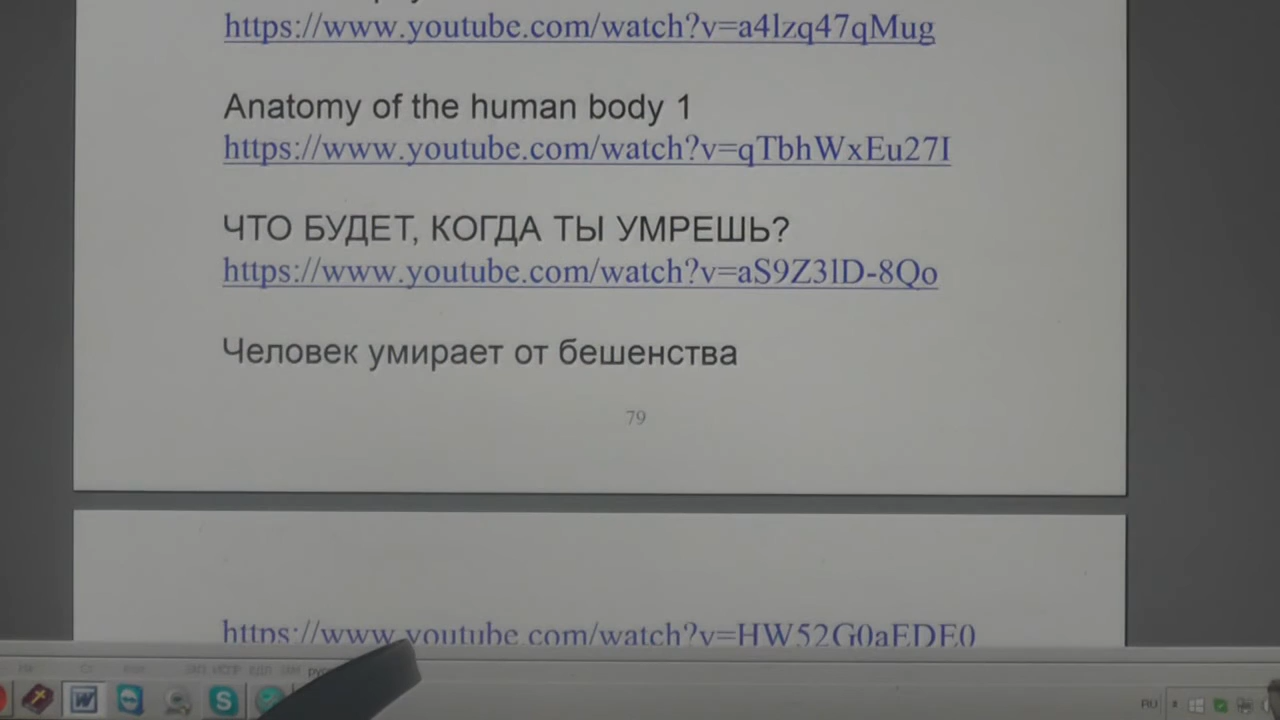 https://www.youtube.com/watch?v=a4lzq47qMug
Anatomy of the human body 1
https://www.youtube.com/watch?v=qTbhWxEu27I
ЧТО БУДЕТ, КОГДА ТЫ УМРЕШЬ?
https://www.youtube.com/watch?v=aS9Z3lD-8Qo
Человек умирает от бешенства
79
https://www.youtube.com/watch?v=HW52G0aEDE0
RU